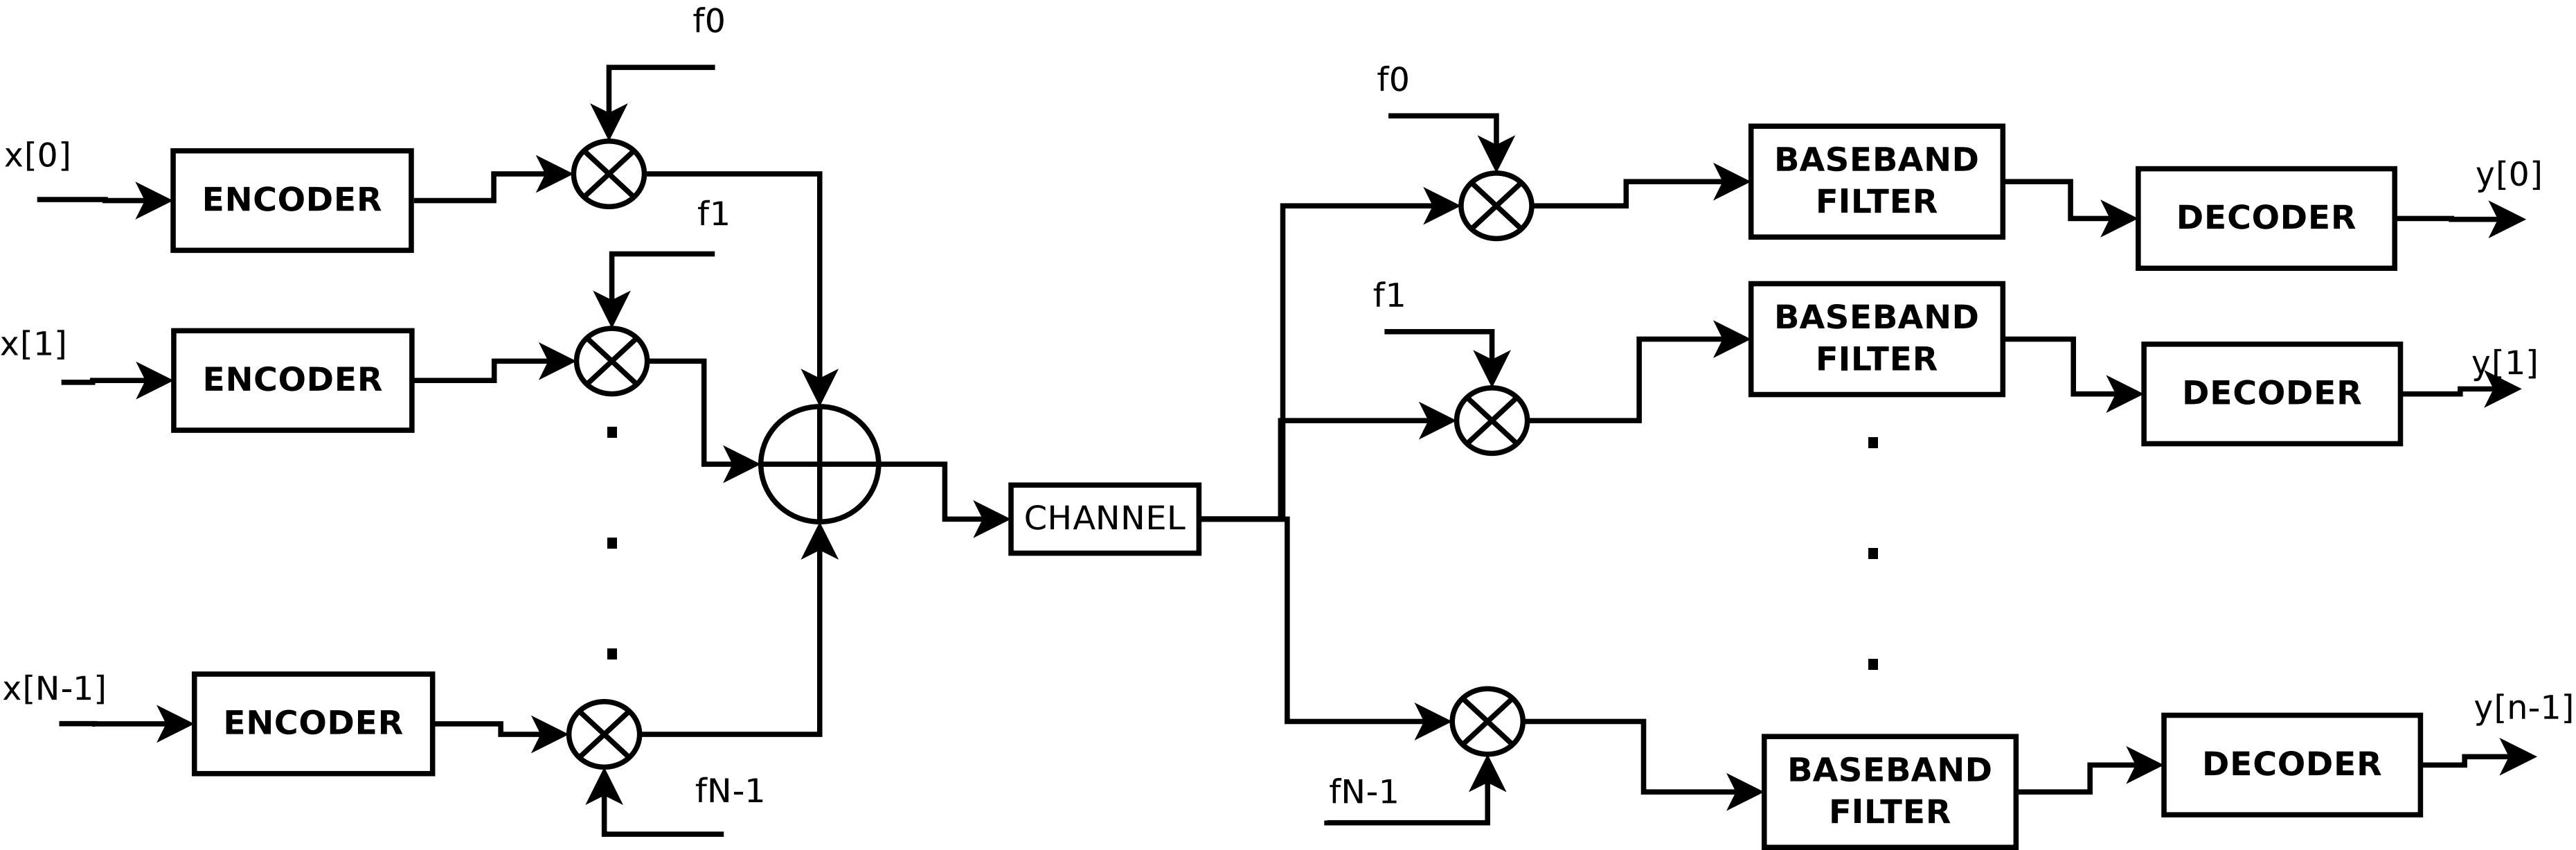 f0
x[0]
ENCODER
f1
x[1]
ENCODER
x[N-1]
ENCODER
fN-1
CHANNEL
f0
BASEBAND
FILTER
DECODER
y[0]
f1
BASEBAND
FILTER
DECODER
y[1]
fN-1
BASEBAND
FILTER
DECODER
y[n-1]